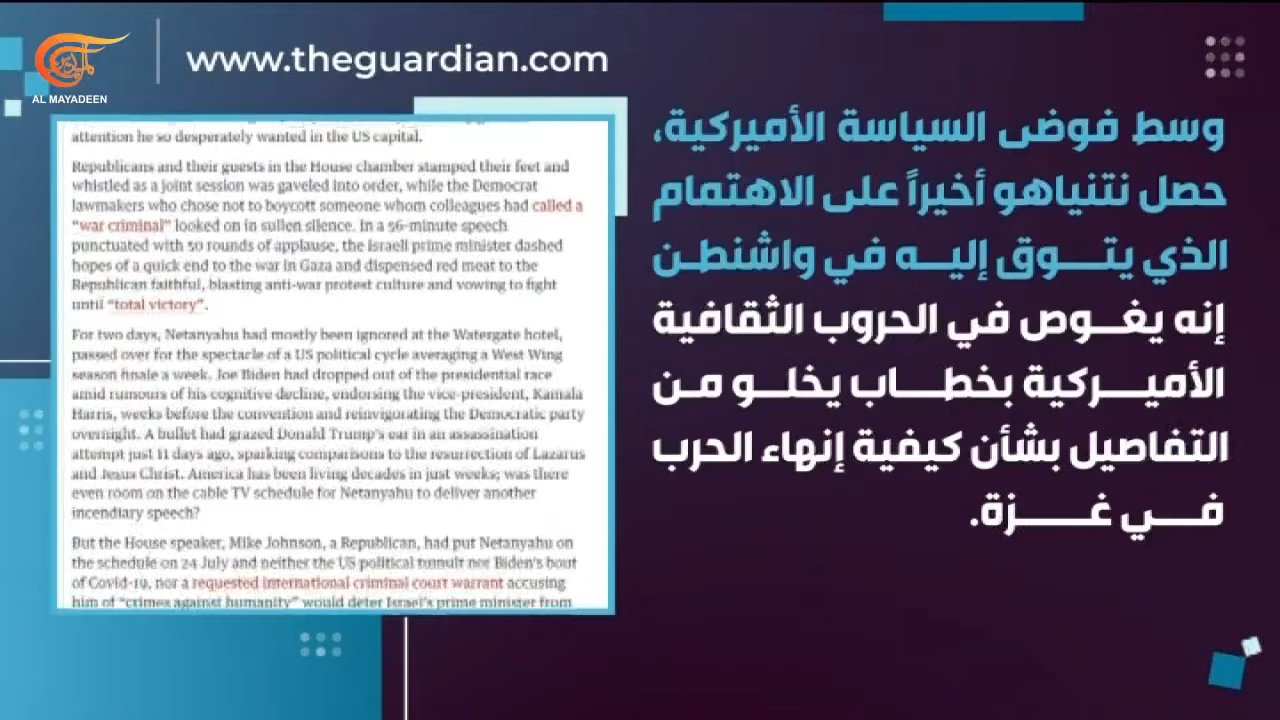 AL MAYADEEN
www.theguardian.com
attention he so desperately wanted in the US capital.
Republicans and their guests in the House chamber stamped their feet and
whistled as a joint session was gaveled into order, while the Democrat
lawmakers who chose not to boycott someone whom colleagues had called a
“war criminal” looked on in sullen silence. In a 56-minute speech
punctuated with 50 rounds of applause, the Israeli prime minister dashed
hopes of a quick end to the war in Gaza and dispensed red meat to the
Republican faithful, blasting anti-war protest culture and vowing to fight
until “total victory”.
For two days, Netanyahu had mostly been ignored at the Watergate hotel,
passed over for the spectacle of a US political cycle averaging a West Wing
season finale a week. Joe Biden had dropped out of the presidential race
amid rumours of his cognitive decline, endorsing the vice-president, Kamala
Harris, weeks before the convention and reinvigorating the Democratic party
overnight. A bullet had grazed Donald Trump’s ear in an assassination
attempt just 11 days ago, sparking comparisons to the resurrection of Lazarus
and Jesus Christ. America has been living decades in just weeks; was there
even room on the cable TV schedule for Netanyahu to deliver another
incendiary speech?
But the House speaker, Mike Johnson, a Republican, had put Netanyahu on
the schedule on 24 July and neither the US political tumult nor Biden’s bout
of Covid-19, nor a requested international criminal court warrant accusing
him of “crimes against humanity” would deter Israel’s prime minister from
وسط فوضى السياسة الأميركية،
حصل نتنياهو أخيراً على الاهتمام
الذي يتوق إليه في واشنطن
إنه يغوص في الحروب الثقافية
الأميركية بخطاب يخلو من
التفاصيل بشأن كيفية إنهاء الحرب
في غزة.